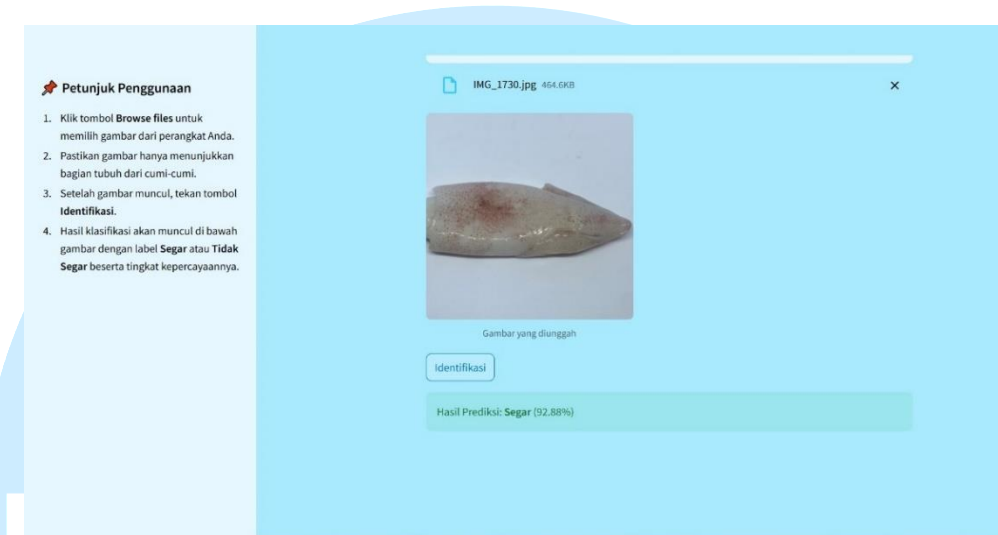 📌 Petunjuk Penggunaan
1. Klik tombol Browse files untuk
memilih gambar dari perangkat Anda.
2. Pastikan gambar hanya menunjukkan
bagian tubuh dari cumi-cumi.
3. Setelah gambar muncul, tekan tombol
Identifikasi.
4. Hasil klasifikasi akan muncul di bawah
gambar dengan label Segar atau Tidak
Segar beserta tingkat kepercayaannya.
IMG_1730.jpg 464.6KB
Gambar yang diunggah
Identifikasi
Hasil Prediksi: Segar (92.88%)